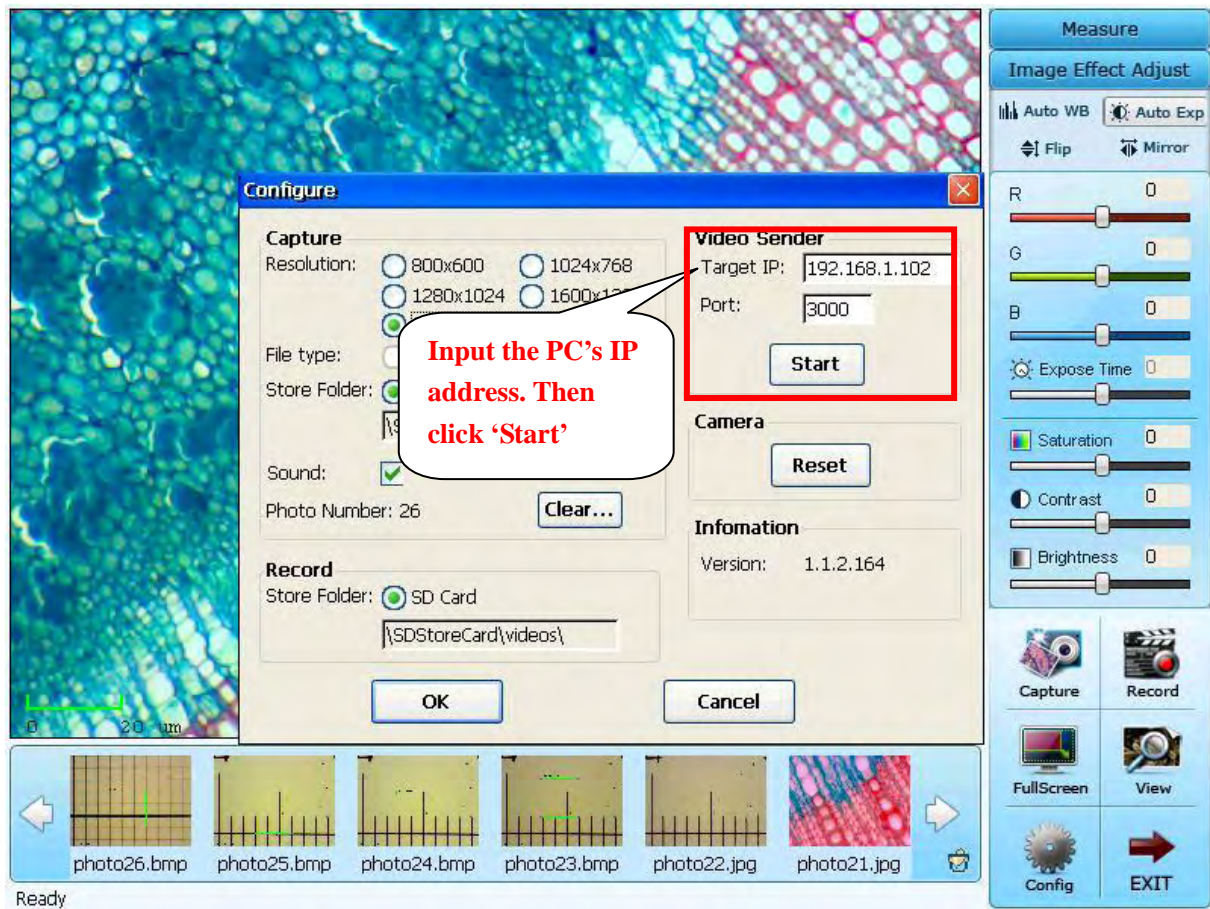 Measure
Image Effect Adjust
Auto WB Auto Exp
Flip Mirror
Configure
Capture
Resolution: 800x600 1024x768
1280x1024
File type:
Store Folder:
Sound:
Photo Number: 26 Clear...
Record
Store Folder: SD Card
\SDStoreCard\videos\
OK Cancel
Video Sender
Target IP: 192.168.1.102
Port: 3000
Start
Input the PC’s IP
address. Then
click ‘Start’
Camera
Reset
Infomation
Version: 1.1.2.164
R 0
G 0
B 0
Expose Time 0
Saturation 0
Contrast 0
Brightness 0
Capture Record
FullScreen View
Config EXIT
0 20 um
photo26.bmp photo25.bmp photo24.bmp photo23.bmp photo22.jpg photo21.jpg
Ready